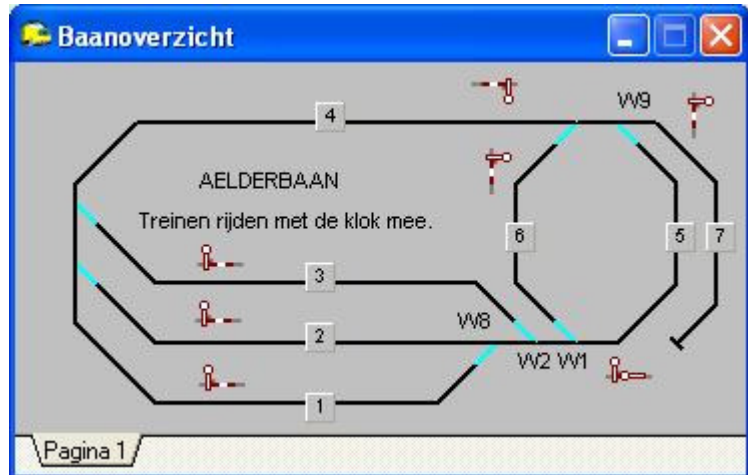 Baanoverzicht
W9
4
AELDERBAAN
Treinen rijden met de klok mee.
6
5
7
3
W8
2
W2 W1
1
Pagina 1